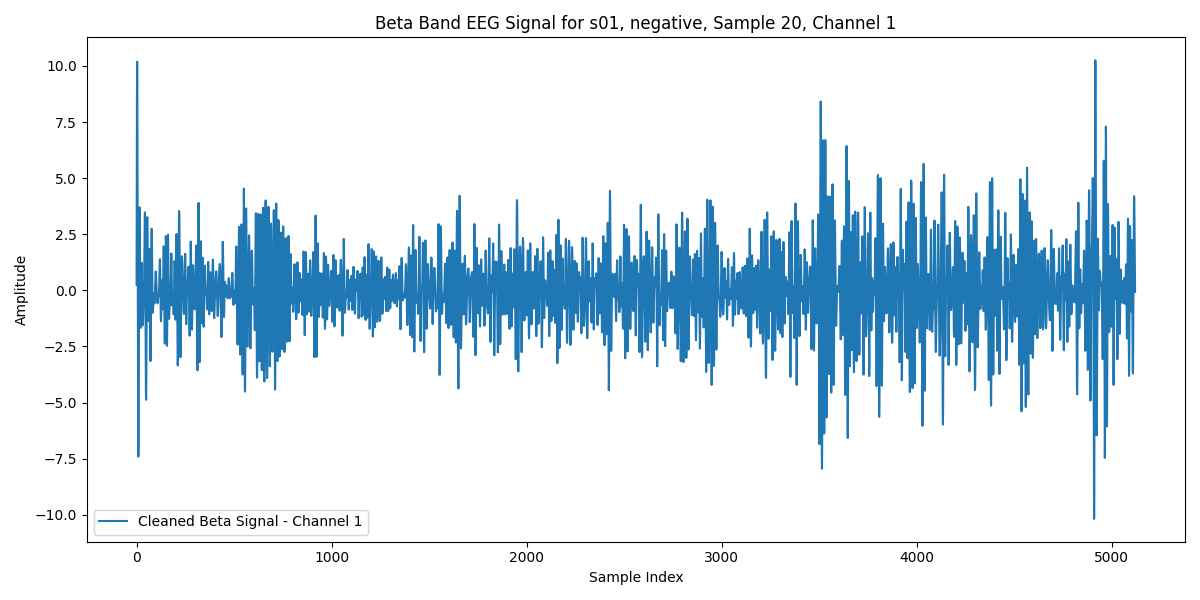 Beta Band EEG Signal for s01, negative, Sample 20, Channel 1
Amplitude
10.0
7.5
5.0
2.5
0.0
−2.5
−5.0
−7.5
−10.0
Cleaned Beta Signal - Channel 1
0 1000 2000 3000 4000 5000
Sample Index